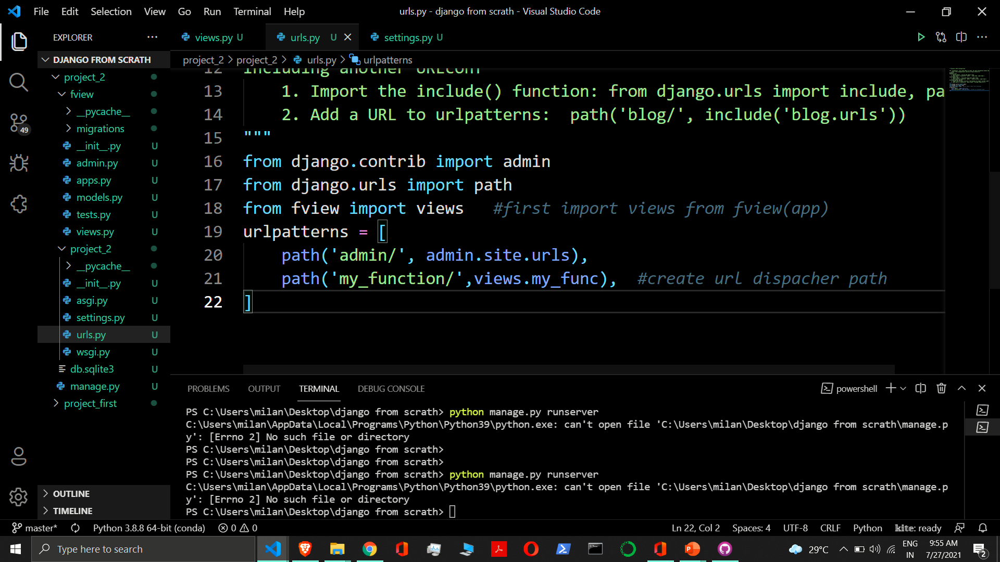 File Edit Selection View Go Run Terminal Help
urls.py - django from scrath - Visual Studio Code
EXPLORER
views.py U
urls.py U
settings.py U
DJANGO FROM SCRATH
project_2 > project_2 > urls.py > urlpatterns
project_2
fview
__pycache__
migrations
__init__.py U
admin.py U
apps.py U
models.py U
tests.py U
views.py U
project_2
__pycache__
__init__.py U
asgi.py U
settings.py U
urls.py U
wsgi.py U
db.sqlite3 U
manage.py U
project_first
OUTLINE
TIMELINE
49
12 Including another URLconf
13 1. Import the include() function: from django.urls import include, pa
14 2. Add a URL to urlpatterns:  path('blog/', include('blog.urls'))
15 """
16 from django.contrib import admin
17 from django.urls import path
18 from fview import views   #first import views from fview(app)
19 urlpatterns = [
20     path('admin/', admin.site.urls),
21     path('my_function/',views.my_func),  #create url dispacher path
22 ]
PROBLEMS OUTPUT TERMINAL DEBUG CONSOLE
powershell
PS C:\Users\milan\Desktop\django from scrath> python manage.py runserver
C:\Users\milan\AppData\Local\Programs\Python\Python39\python.exe: can't open file 'C:\Users\milan\Desktop\django from scrath\manage.p
y': [Errno 2] No such file or directory
PS C:\Users\milan\Desktop\django from scrath>
PS C:\Users\milan\Desktop\django from scrath>
PS C:\Users\milan\Desktop\django from scrath> python manage.py runserver
C:\Users\milan\AppData\Local\Programs\Python\Python39\python.exe: can't open file 'C:\Users\milan\Desktop\django from scrath\manage.p
y': [Errno 2] No such file or directory
PS C:\Users\milan\Desktop\django from scrath>
master* Python 3.8.8 64-bit (conda) 0 0
Ln 22, Col 2 Spaces: 4 UTF-8 CRLF Python kite: ready
Type here to search
29°C
ENG
IN
9:55 AM
7/27/2021
2